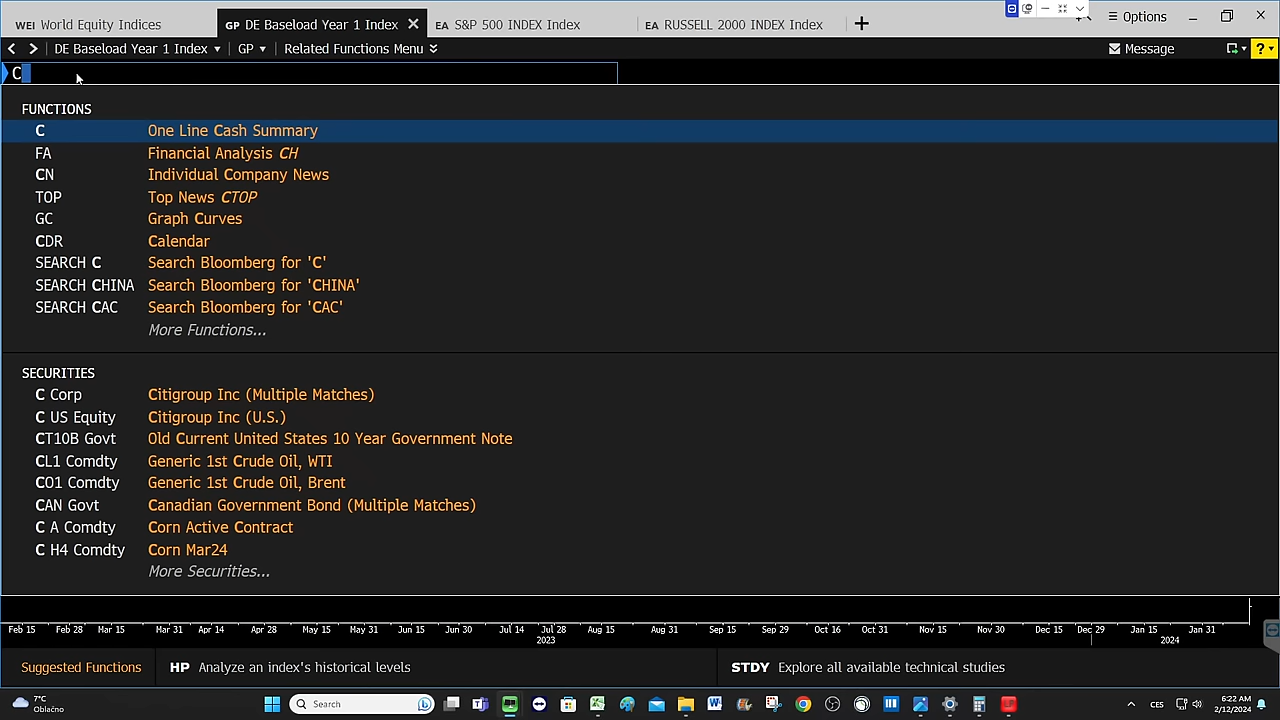 WEI World Equity Indices
GP DE Baseload Year 1 Index
EA S&P 500 INDEX Index
EA RUSSELL 2000 INDEX Index
Options
DE Baseload Year 1 Index
GP
Related Functions Menu
Message
?
C
FUNCTIONS
C One Line Cash Summary
FA Financial Analysis CH
CN Individual Company News
TOP Top News CTOP
GC Graph Curves
CDR Calendar
SEARCH C Search Bloomberg for 'C'
SEARCH CHINA Search Bloomberg for 'CHINA'
SEARCH CAC Search Bloomberg for 'CAC'
More Functions...
SECURITIES
C Corp Citigroup Inc (Multiple Matches)
C US Equity Citigroup Inc (U.S.)
CT10B Govt Old Current United States 10 Year Government Note
CL1 Comdty Generic 1st Crude Oil, WTI
CO1 Comdty Generic 1st Crude Oil, Brent
CAN Govt Canadian Government Bond (Multiple Matches)
C A Comdty Corn Active Contract
C H4 Comdty Corn Mar24
More Securities...
Feb 15 Feb 28 Mar 15 Mar 31 Apr 14 Apr 28 May 15 May 31 Jun 15 Jun 30 Jul 14 Jul 28 Aug 15 Aug 31 Sep 15 Sep 29 Oct 16 Oct 31 Nov 15 Nov 30 Dec 15 Dec 29 Jan 15 Jan 31
2023 2024
Suggested Functions HP Analyze an index's historical levels STDY Explore all available technical studies
7°C
Oblačno
Search
CES
6:22 AM
2/12/2024